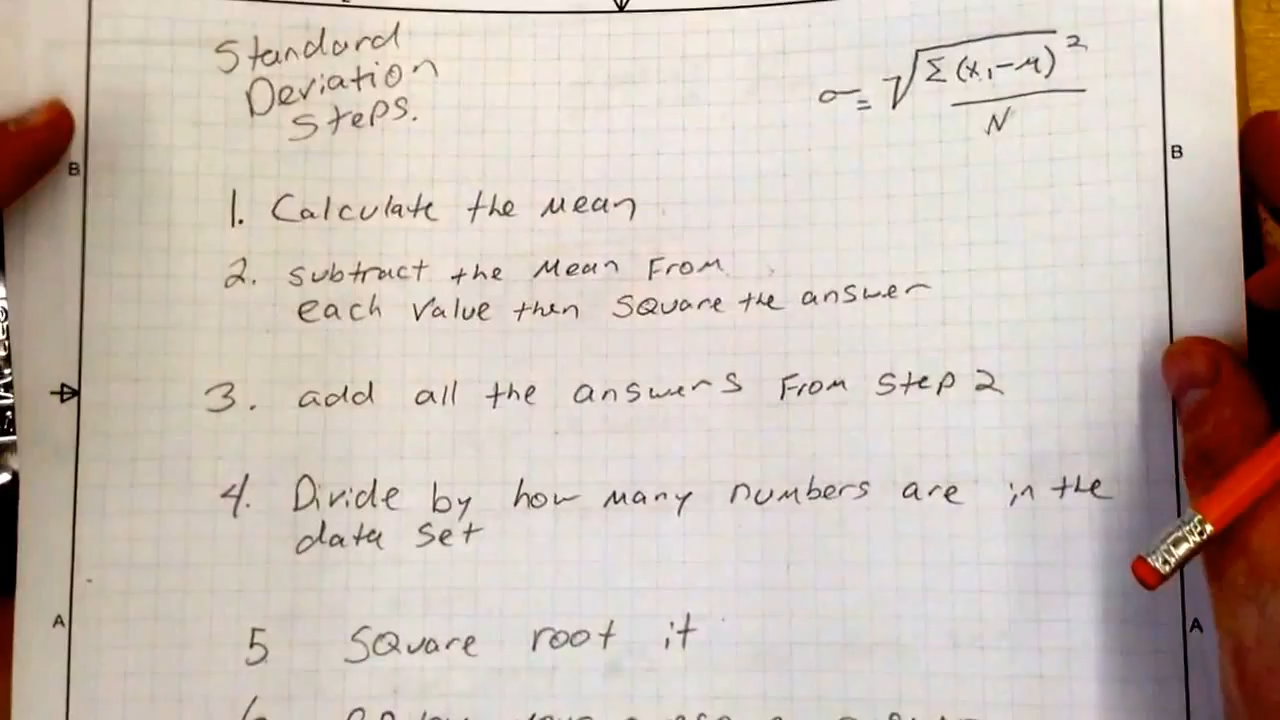 Standard
Deviation
Steps.
σ = √Σ(x,-μ)²
N
B
B
1. Calculate the mean
2. subtract the mean From
each value then square the answer
3. add all the answers From Step 2
4. Divide by how many numbers are in the
data set
A
A
5 Square root it